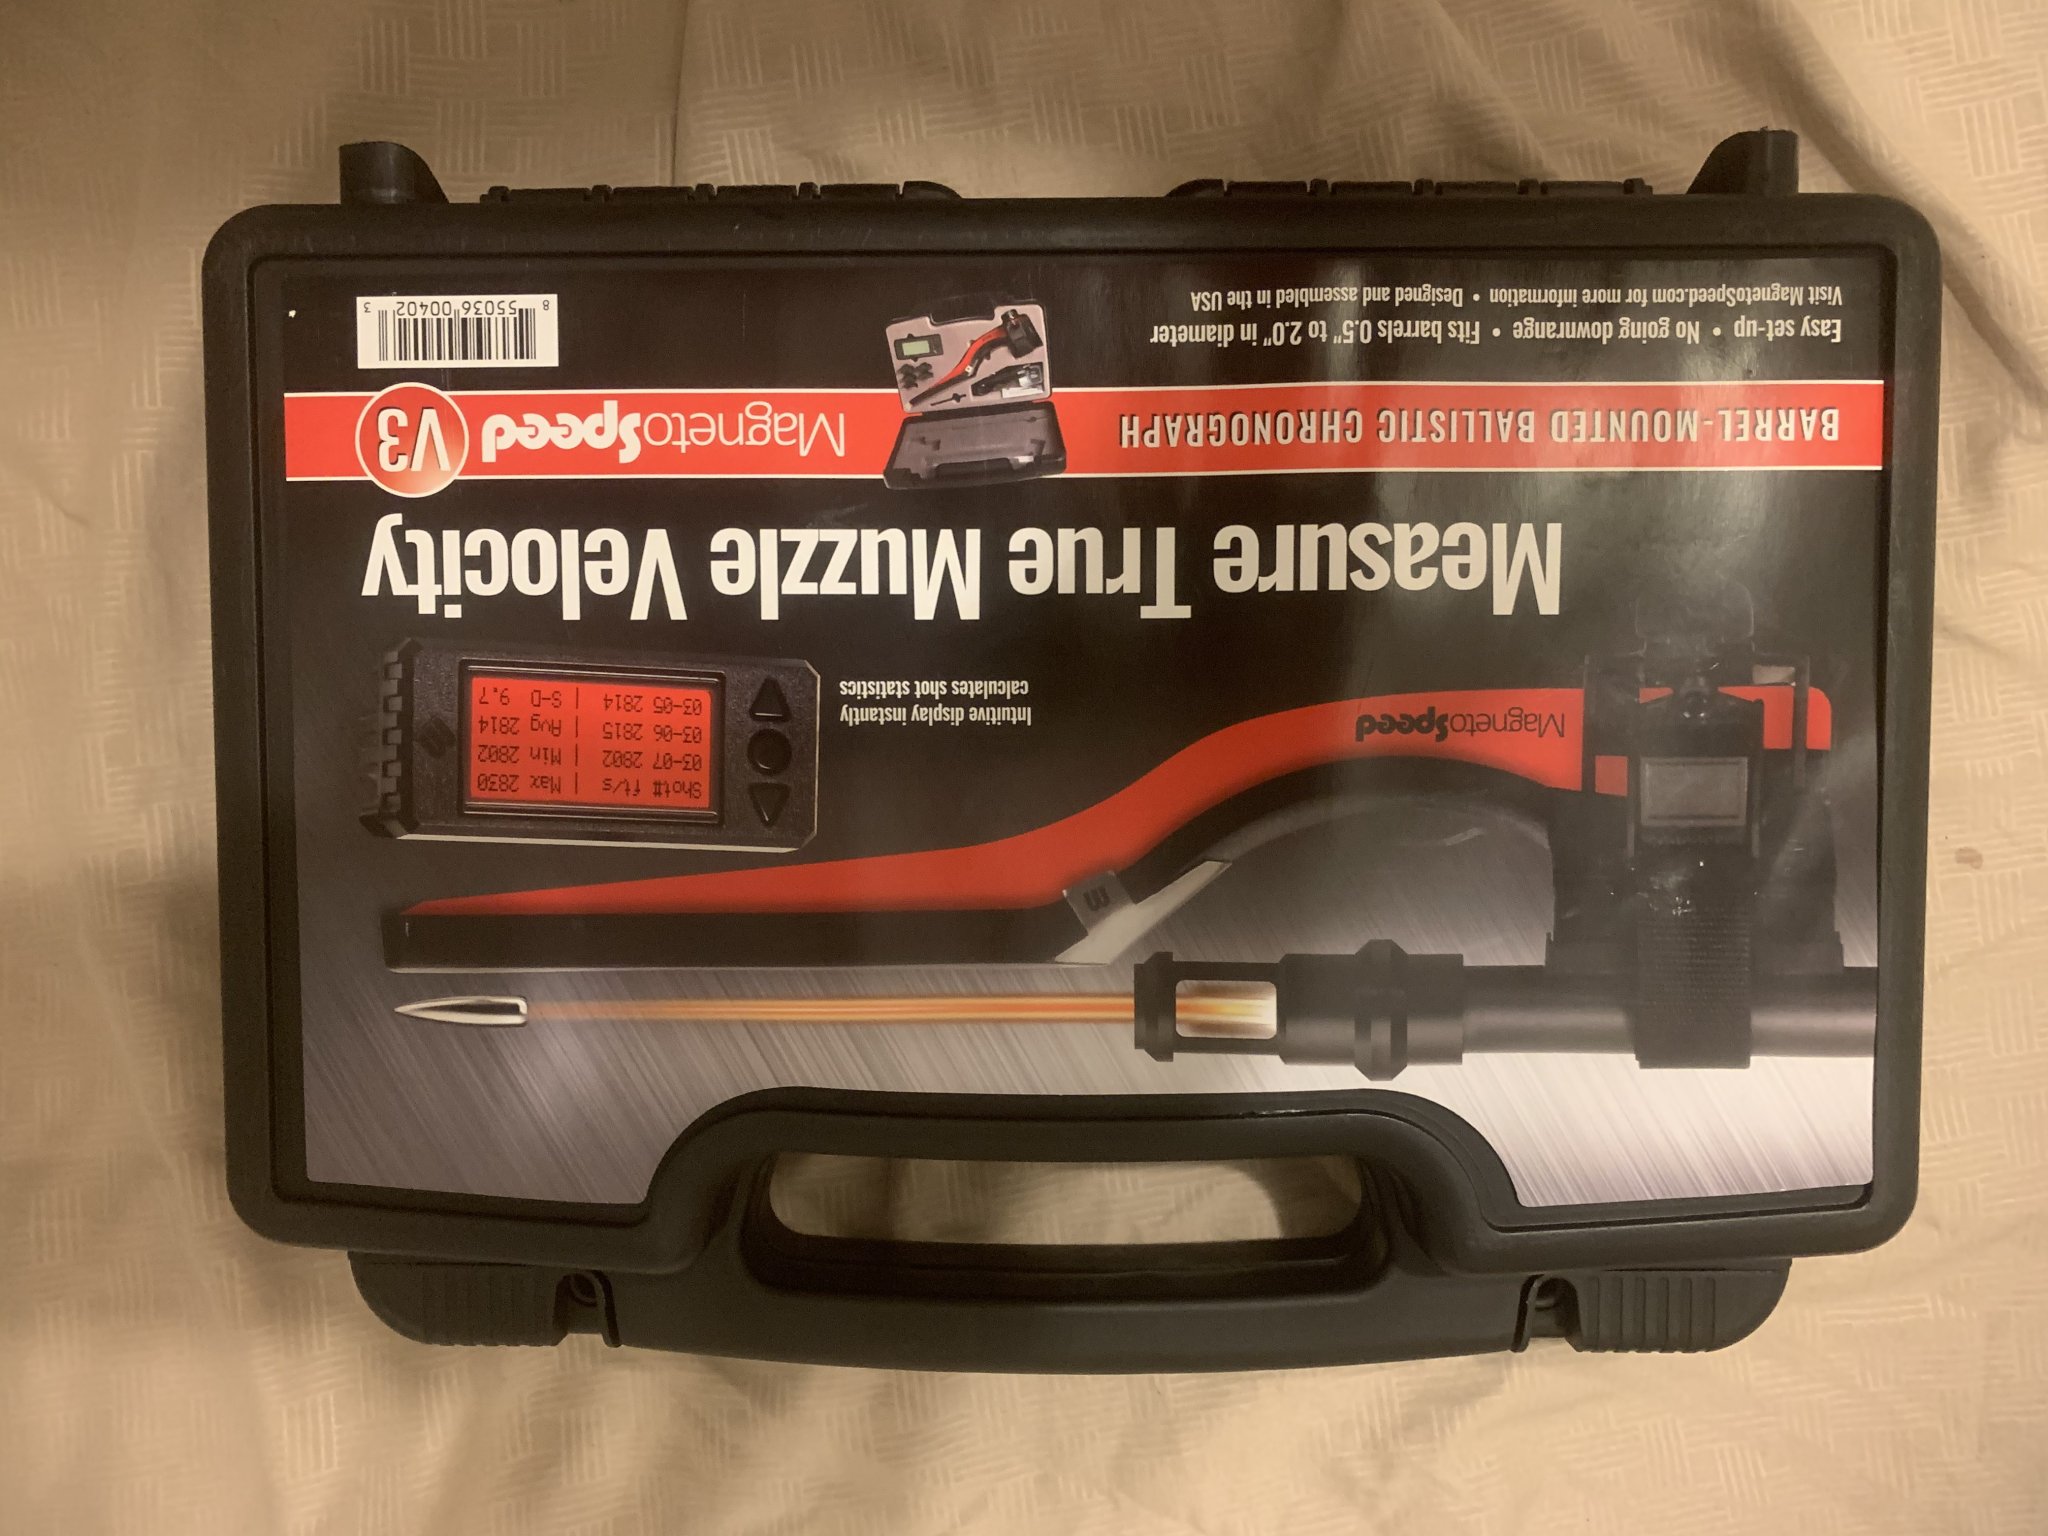 MagnetoSpeed
Shot# ft/s | Max 2830
03-07 2802 | Min 2802
03-06 2815 | Avg 2814
03-05 2814 | S-D 9.7
Intuitive display instantly
calculates shot statistics
Measure True Muzzle Velocity
BARREL-MOUNTED BALLISTIC CHRONOGRAPH
MagnetoSpeed V3
Easy set-up • No going downrange • Fits barrels 0.5" to 2.0" in diameter
Visit MagnetoSpeed.com for more information • Designed and assembled in the USA
8 55036 00402 3